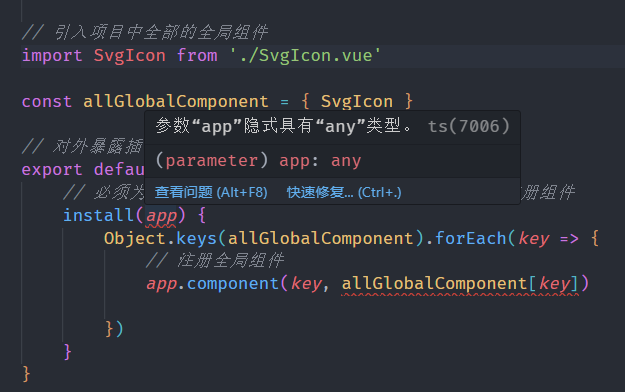 // 引入项目中全部的全局组件
import SvgIcon from './SvgIcon.vue'
const allGlobalComponent = { SvgIcon }
参数“app”隐式具有“any”类型。 ts(7006)
// 对外暴露插
(parameter) app: any
export defau
查看问题 (Alt+F8) 快速修复... (Ctrl+.)
// 必须为 册组件
install(app) {
Object.keys(allGlobalComponent).forEach(key => {
// 注册全局组件
app.component(key, allGlobalComponent[key])
})
}
}